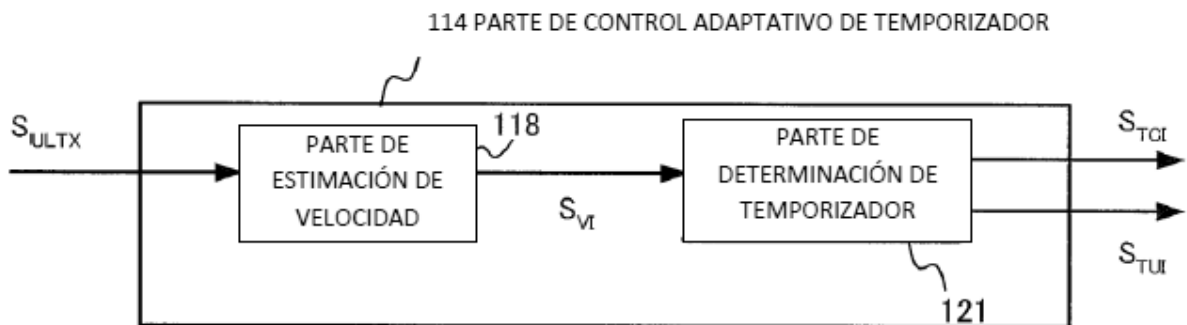 114 PARTE DE CONTROL ADAPTATIVO DE TEMPORIZADOR
S_IULTX
118
PARTE DE
ESTIMACIÓN DE
VELOCIDAD
S_VI
PARTE DE
DETERMINACIÓN DE
TEMPORIZADOR
121
S_TGI
S_TUI